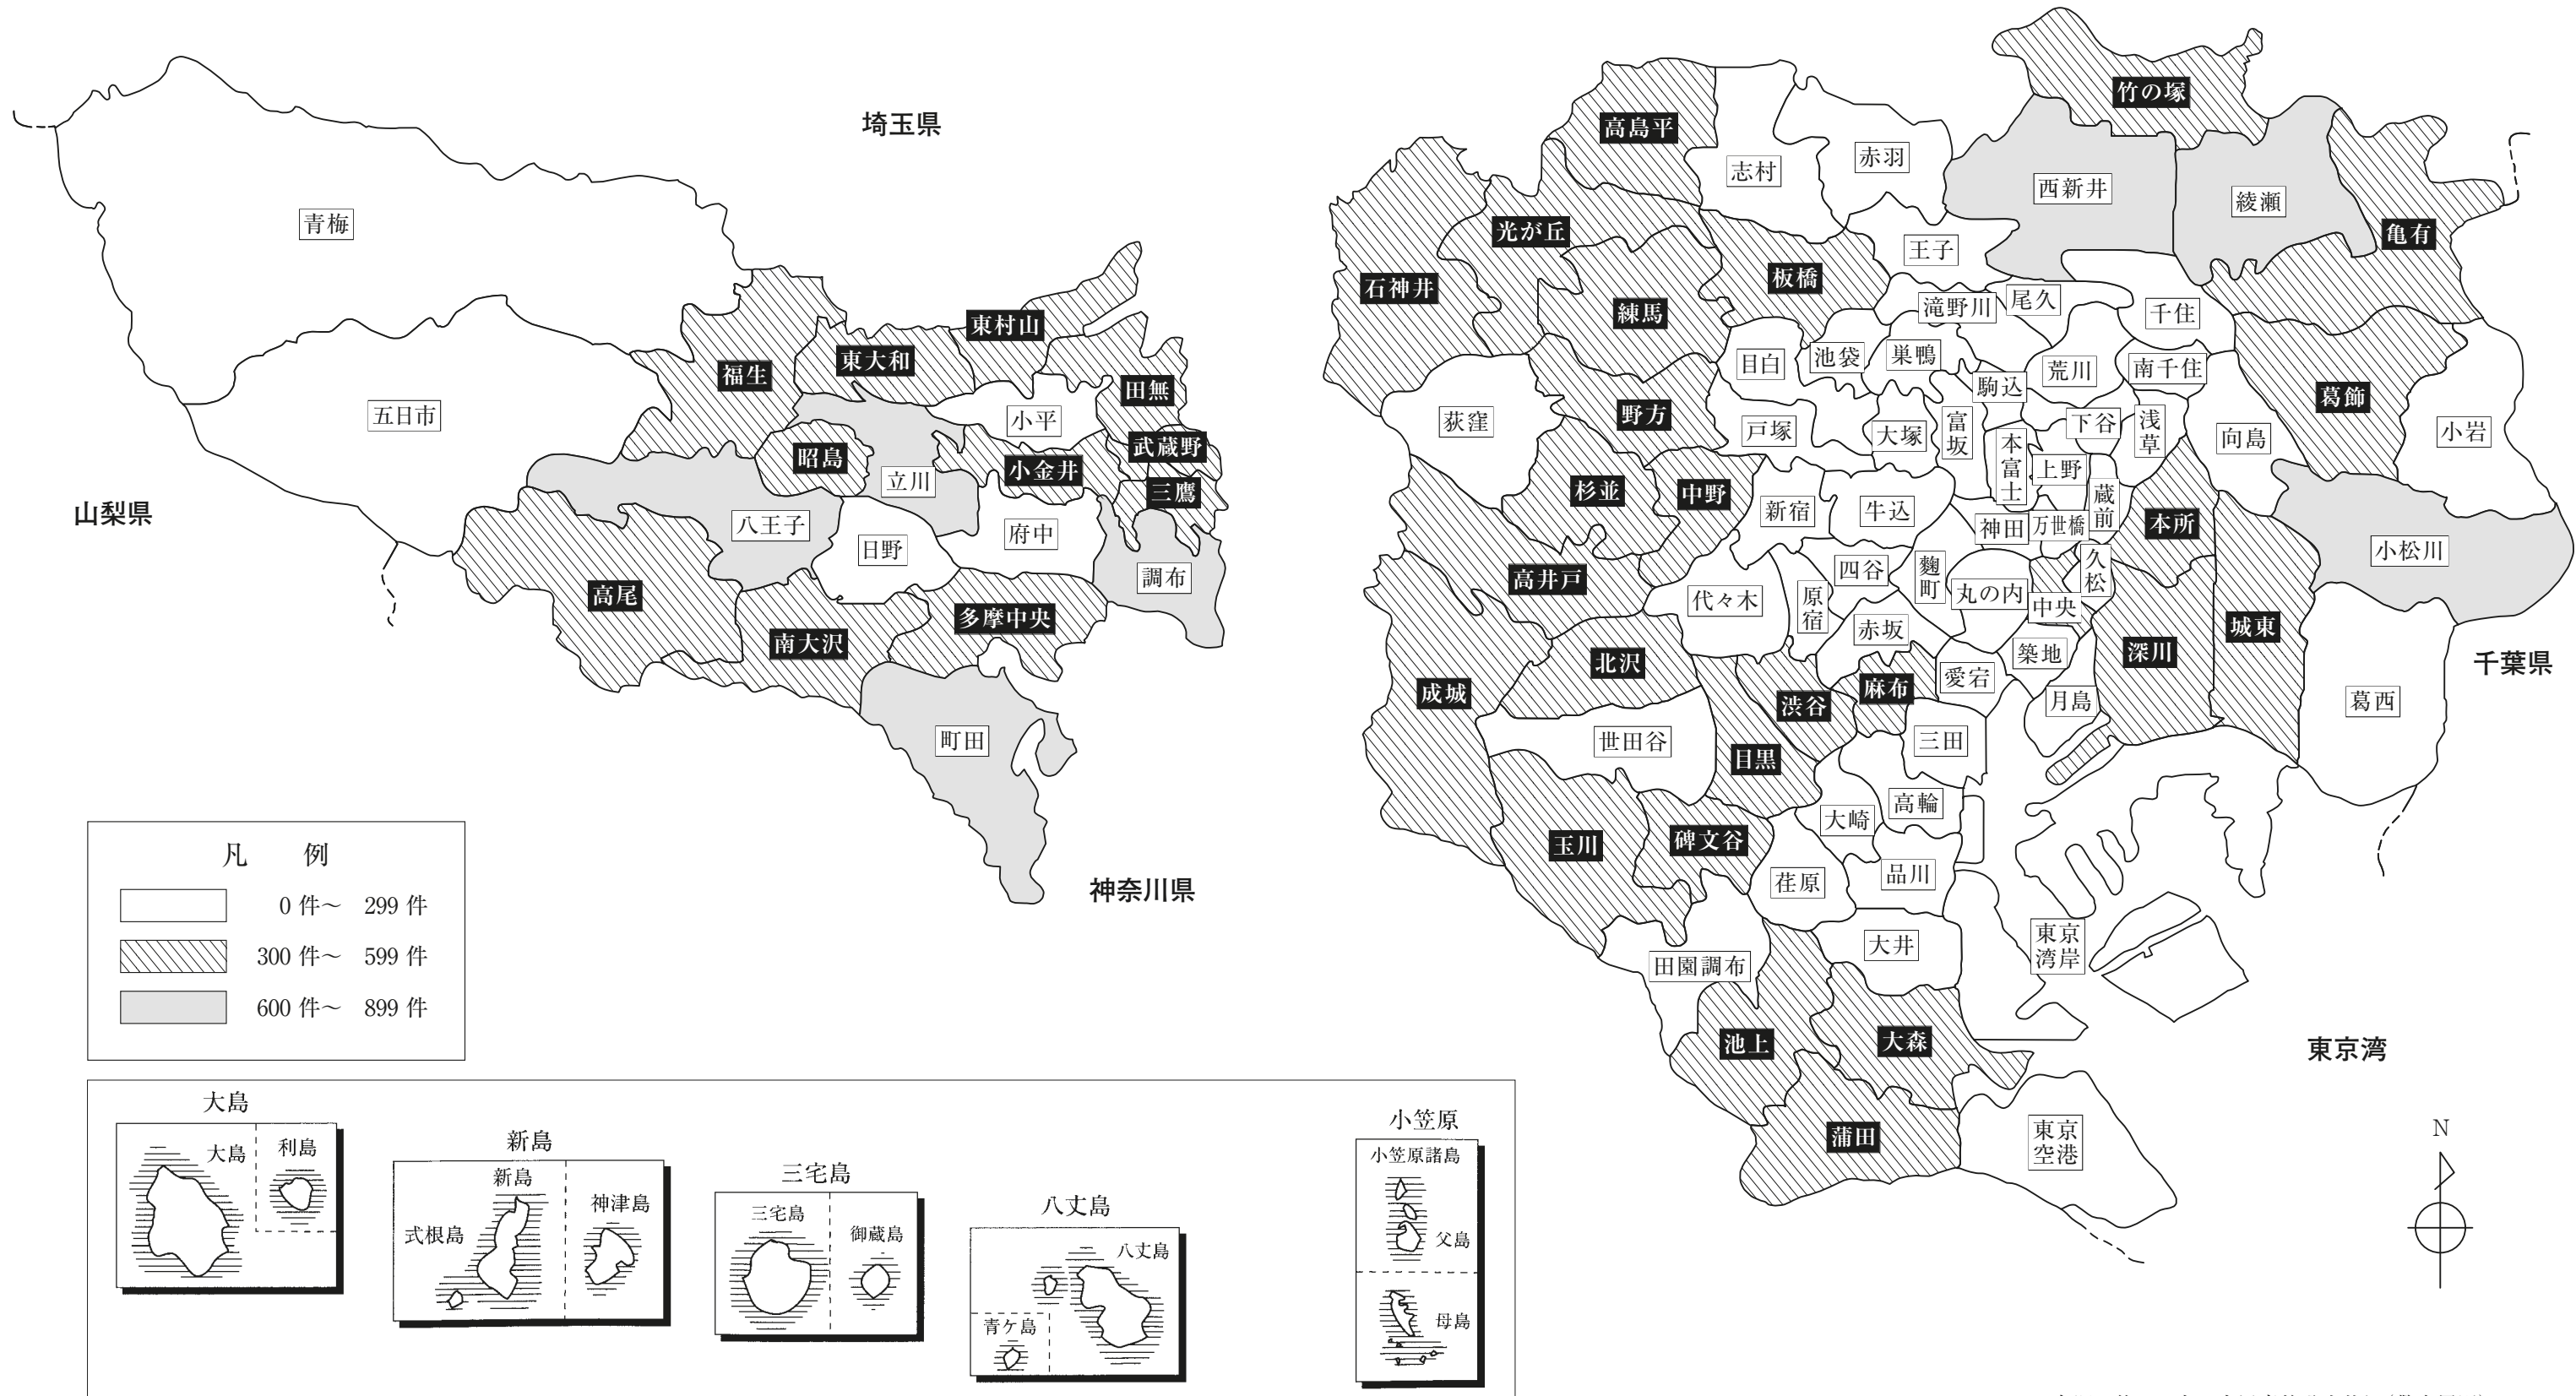 埼玉県
山梨県
神奈川県
千葉県
東京湾
青梅
五日市
福生
東大和
東村山
田無
小平
武蔵野
昭島
立川
小金井
三鷹
八王子
日野
府中
調布
高尾
南大沢
多摩中央
町田
竹の塚
高島平
志村
赤羽
西新井
綾瀬
亀有
光が丘
石神井
練馬
板橋
王子
滝野川
尾久
千住
目白
池袋
巣鴨
駒込
荒川
南千住
葛飾
荻窪
野方
戸塚
大塚
富坂
本富士
下谷
浅草
上野
向島
小岩
杉並
中野
新宿
牛込
神田
万世橋
蔵前
本所
小松川
高井戸
代々木
原宿
四谷
麴町
丸の内
中央
久松
北沢
赤坂
築地
深川
城東
成城
渋谷
麻布
愛宕
月島
葛西
世田谷
目黒
三田
玉川
碑文谷
大崎
高輪
荏原
品川
田園調布
大井
東京
湾岸
池上
大森
蒲田
東京
空港
凡 例
0 件～ 299 件
300 件～ 599 件
600 件～ 899 件
大島
大島
利島
新島
新島
式根島
神津島
三宅島
三宅島
御蔵島
八丈島
八丈島
青ケ島
小笠原
小笠原諸島
父島
母島
N